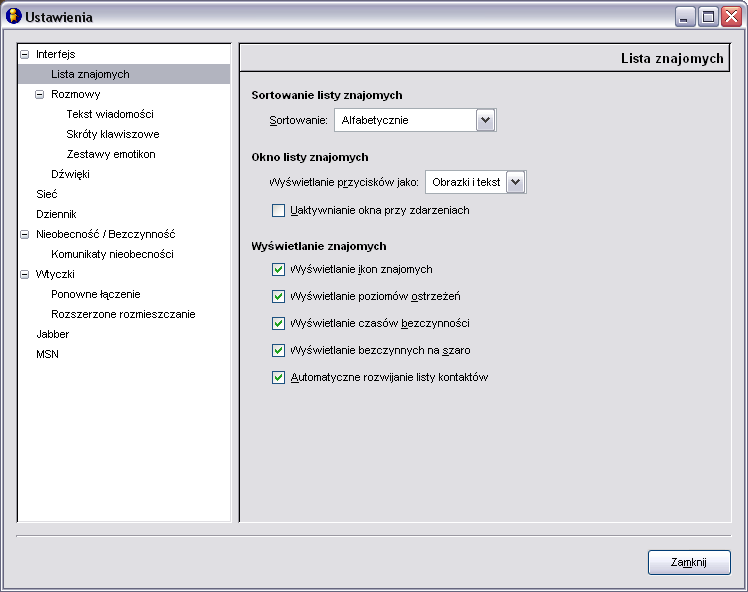 Ustawienia
Interfejs
Lista znajomych
Rozmowy
Tekst wiadomości
Skróty klawiszowe
Zestawy emotikon
Dźwięki
Sieć
Dziennik
Nieobecność / Bezczynność
Komunikaty nieobecności
Wtyczki
Ponowne łączenie
Rozszerzone rozmieszczanie
Jabber
MSN
Lista znajomych
Sortowanie listy znajomych
Sortowanie: Alfabetycznie
Okno listy znajomych
Wyświetlanie przycisków jako: Obrazki i tekst
Uaktywnianie okna przy zdarzeniach
Wyświetlanie znajomych
Wyświetlanie ikon znajomych
Wyświetlanie poziomów ostrzeżeń
Wyświetlanie czasów bezczynności
Wyświetlanie bezczynnych na szaro
Automatyczne rozwijanie listy kontaktów
Zamknij